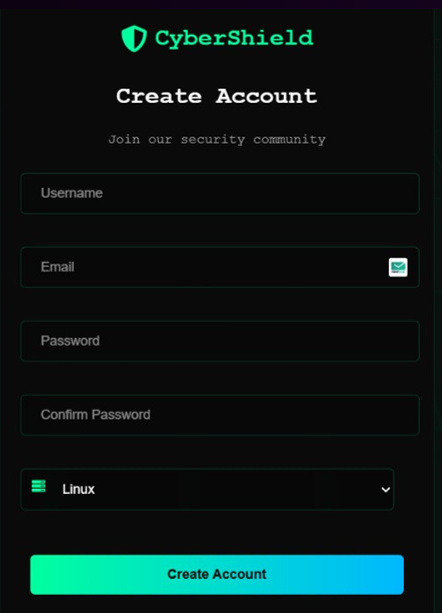 CyberShield
Create Account
Join our security community
Username
Email
Password
Confirm Password
Linux
Create Account